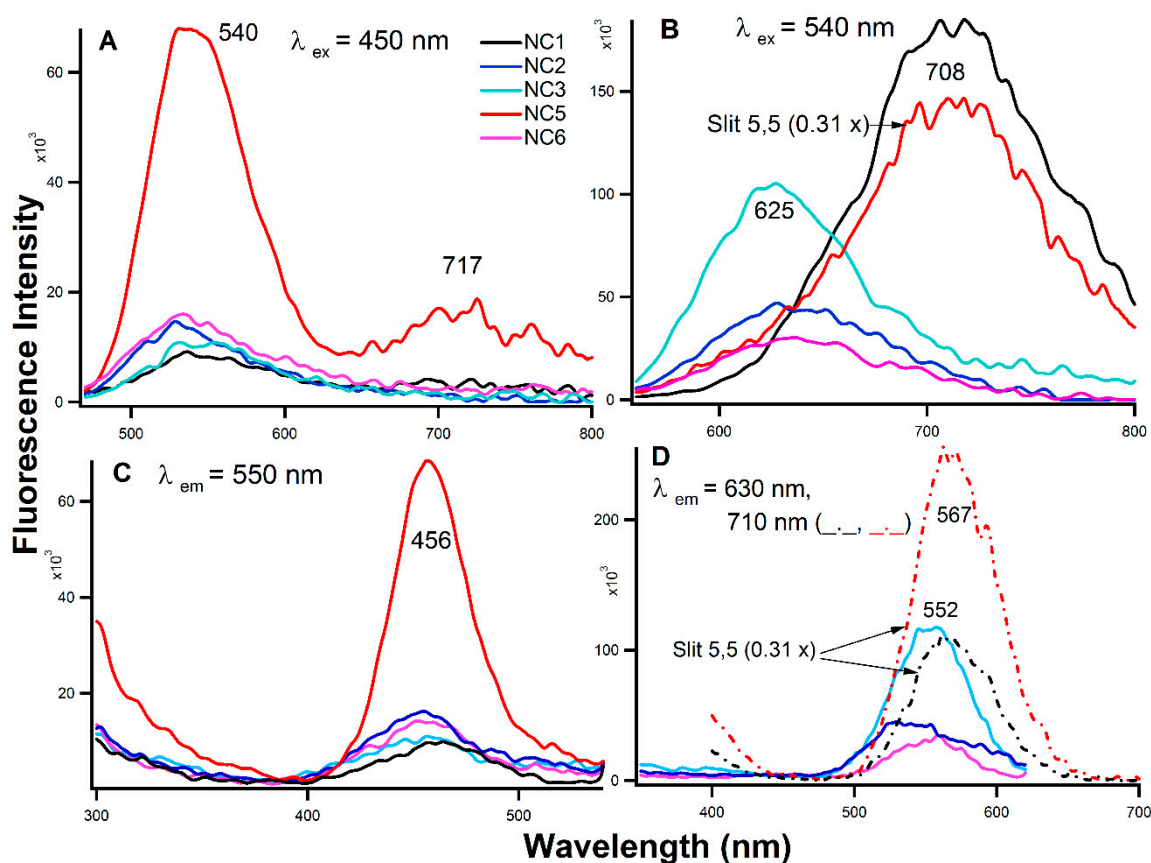 A
540
λ ex = 450 nm
NC1
NC2
NC3
NC5
NC6
717
x10³
60
40
20
0
500
600
700
800
B
λ ex = 540 nm
708
Slit 5,5 (0.31 x)
625
x10³
150
100
50
0
600
700
800
Fluorescence Intensity
C
λ em = 550 nm
456
x10³
60
40
20
300
400
500
D
λ em = 630 nm,
710 nm (_._, _._)
567
552
Slit 5,5 (0.31 x)
x10³
200
100
0
400
500
600
700
Wavelength (nm)